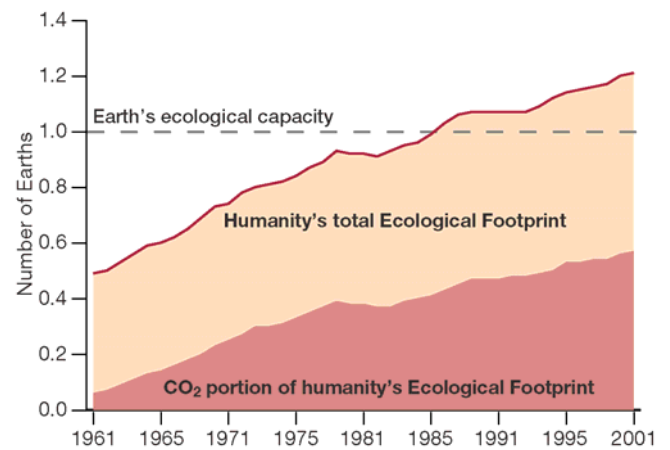 1.4
1.2
Earth's ecological capacity
1.0
0.8
Humanity's total Ecological Footprint
0.6
0.4
0.2
CO₂ portion of humanity's Ecological Footprint
0.0
Number of Earths
1961 1965 1971 1975 1981 1985 1991 1995 2001